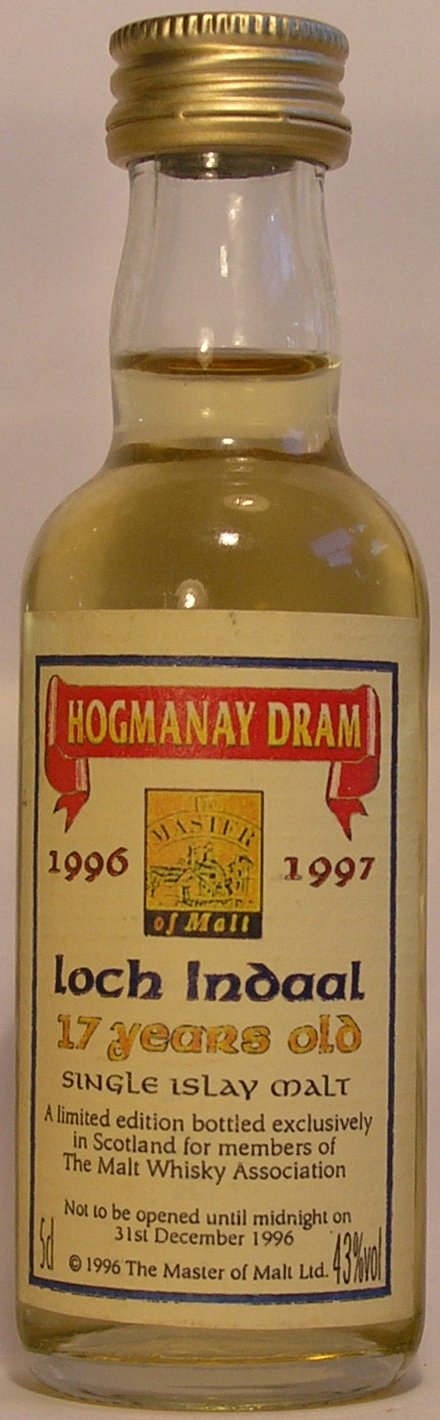 HOGMANAY DRAM
The
MASTER
of Malt
1996 1997
Loch Indaal
17 years old
SINGLE ISLAY MALT
A limited edition bottled exclusively
in Scotland for members of
The Malt Whisky Association
Not to be opened until midnight on
31st December 1996
5cl © 1996 The Master of Malt Ltd. 43%vol